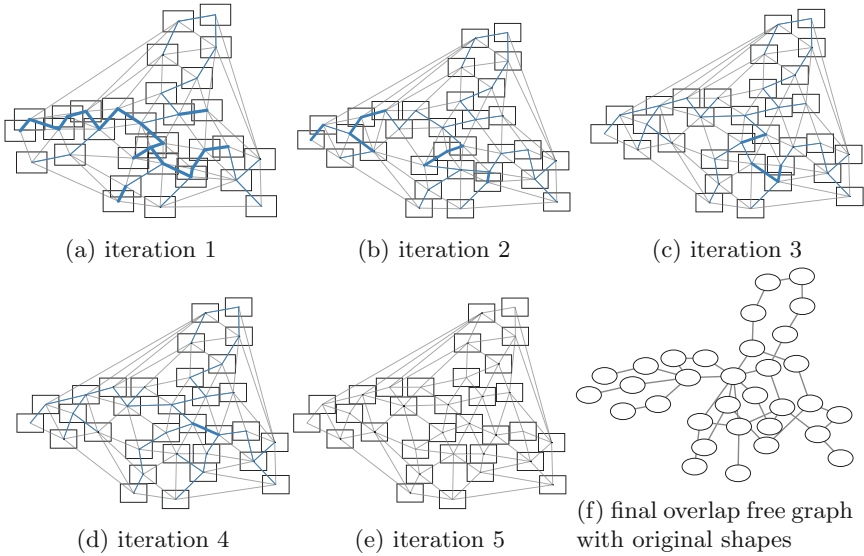 (a) iteration 1
(b) iteration 2
(c) iteration 3
(d) iteration 4
(e) iteration 5
(f) final overlap free graph
with original shapes